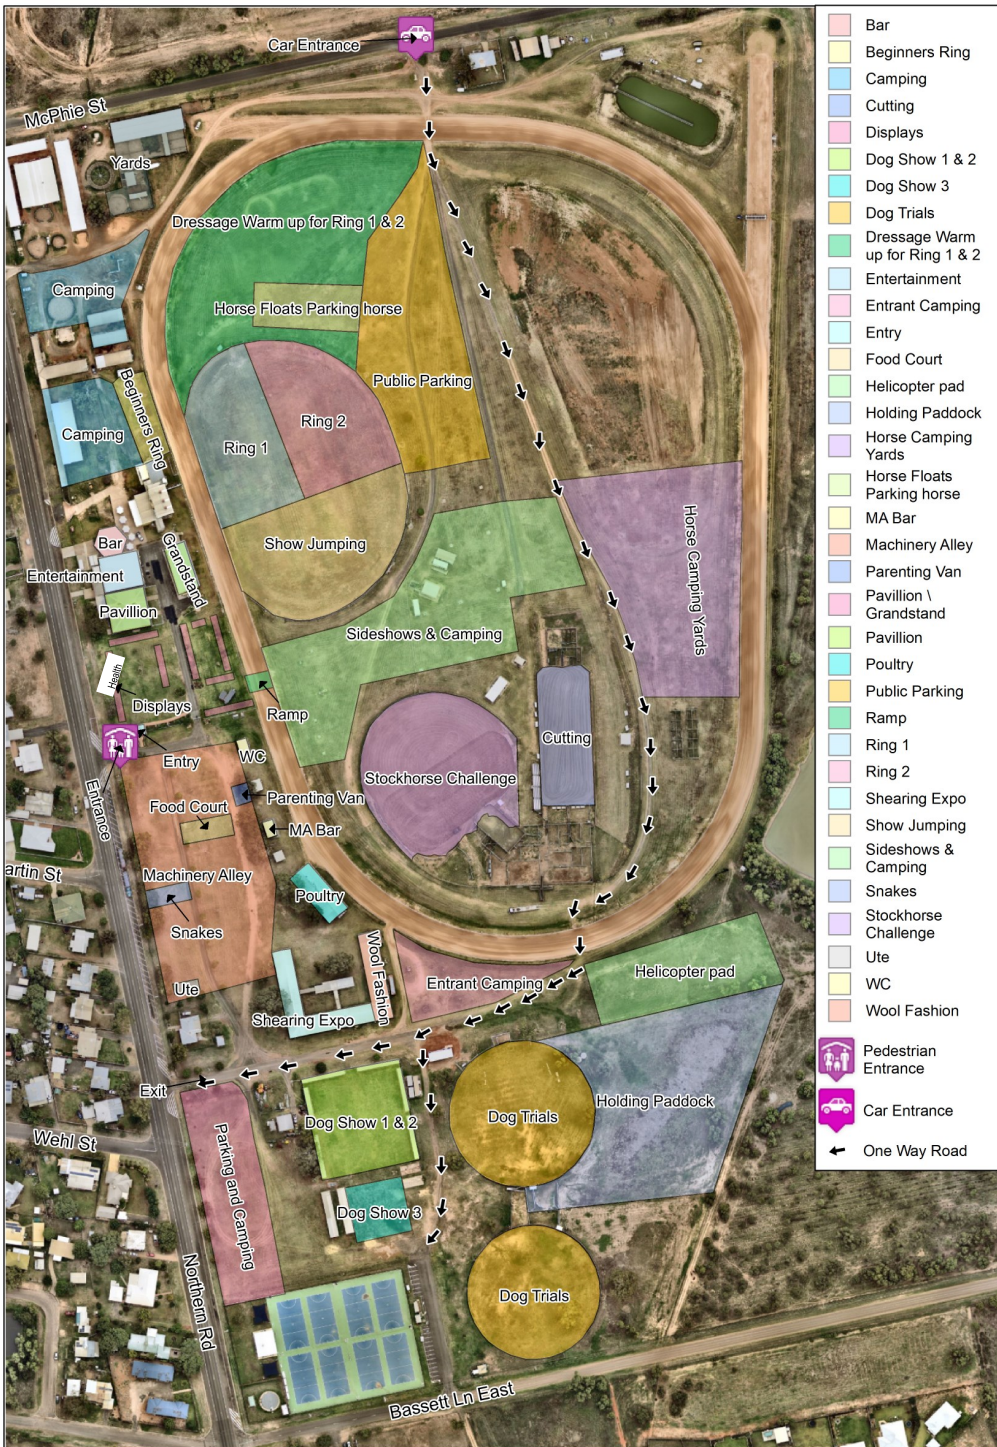 Car Entrance
McPhie St
Yards
Dressage Warm up for Ring 1 & 2
Camping
Horse Floats Parking horse
Public Parking
Beginners Ring
Ring 2
Camping
Ring 1
Horse Camping Yards
Bar
Show Jumping
Grandstand
Entertainment
Pavillion
Sideshows & Camping
Health
Displays
Ramp
Cutting
Entry
WC
Stockhorse Challenge
Entrance
Parenting Van
Food Court
MA Bar
artin St
Machinery Alley
Poultry
Snakes
Wool Fashion
Helicopter pad
Entrant Camping
Ute
Shearing Expo
Exit
Holding Paddock
Dog Show 1 & 2
Dog Trials
Wehl St
Parking and Camping
Dog Show 3
Northern Rd
Dog Trials
Bassett Ln East
Bar
Beginners Ring
Camping
Cutting
Displays
Dog Show 1 & 2
Dog Show 3
Dog Trials
Dressage Warm
up for Ring 1 & 2
Entertainment
Entrant Camping
Entry
Food Court
Helicopter pad
Holding Paddock
Horse Camping
Yards
Horse Floats
Parking horse
MA Bar
Machinery Alley
Parenting Van
Pavillion \
Grandstand
Pavillion
Poultry
Public Parking
Ramp
Ring 1
Ring 2
Shearing Expo
Show Jumping
Sideshows &
Camping
Snakes
Stockhorse
Challenge
Ute
WC
Wool Fashion
Pedestrian
Entrance
Car Entrance
One Way Road